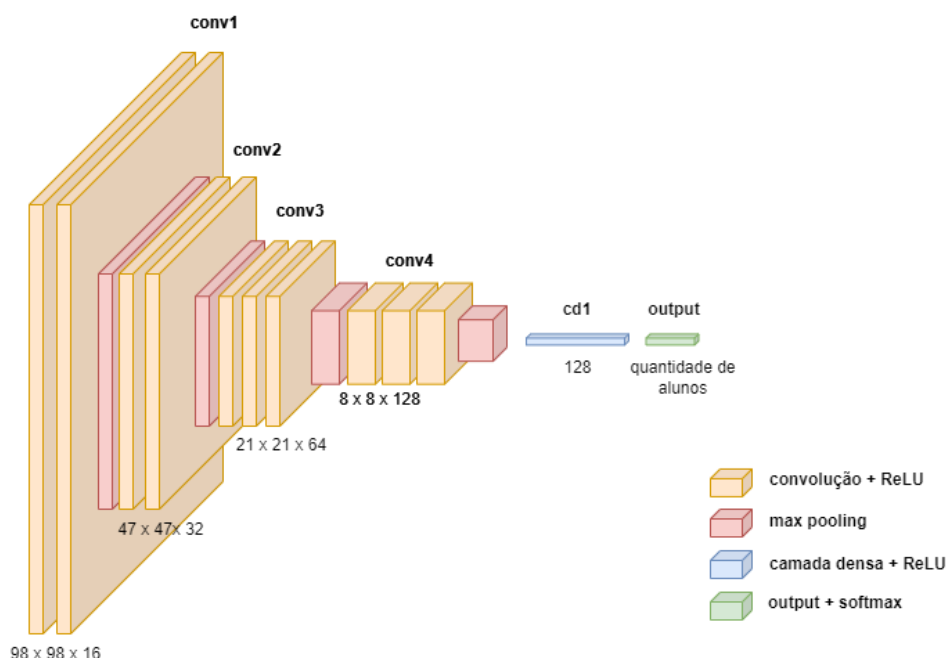 conv1
conv2
conv3
conv4
cd1
output
128
quantidade de
alunos
8 x 8 x 128
21 x 21 x 64
47 x 47x 32
98 x 98 x 16
convolução + ReLU
max pooling
camada densa + ReLU
output + softmax